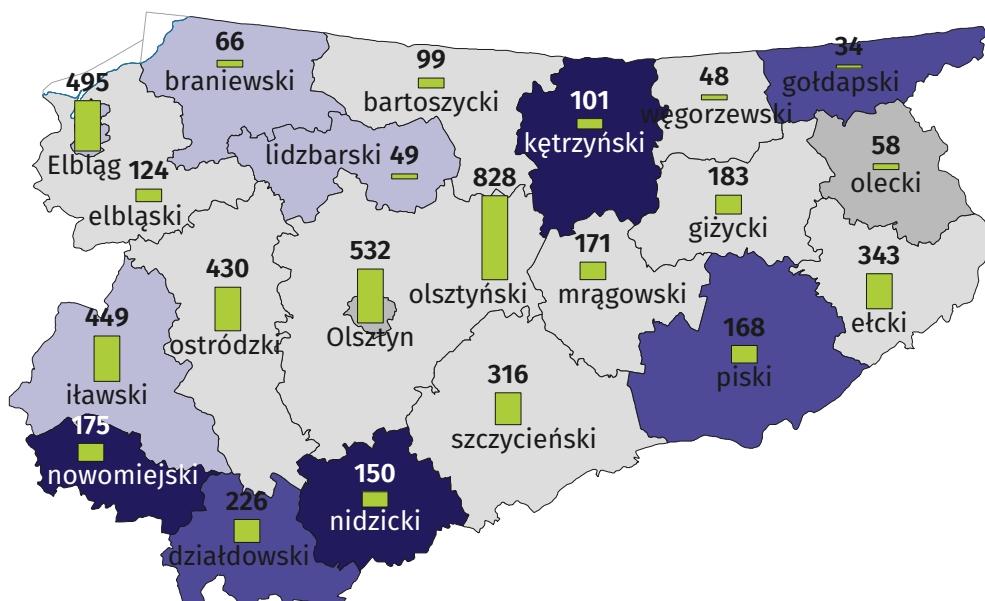 66
braniewski
99
bartoszycki
34
gołdapski
495
Elbląg
101
kętrzyński
48
węgorzewski
lidzbarski 49
58
olecki
124
elbląski
828
olsztyński
183
giżycki
532
Olsztyn
171
mrągowski
343
ełcki
430
ostródzki
449
iławski
168
piski
316
szczycieński
175
nowomiejski
150
nidzicki
226
działdowski